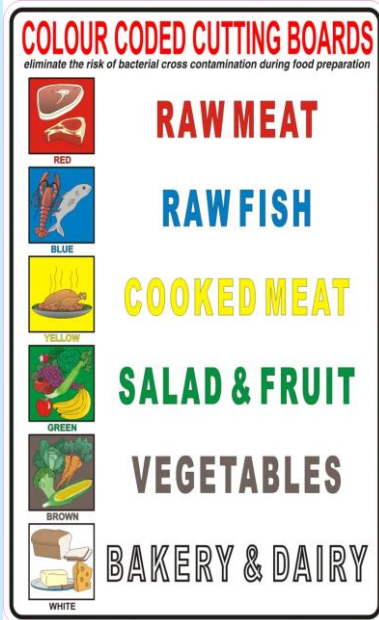 COLOUR CODED CUTTING BOARDS
eliminate the risk of bacterial cross contamination during food preparation
RAW MEAT
RED
RAW FISH
BLUE
COOKED MEAT
YELLOW
SALAD & FRUIT
GREEN
VEGETABLES
BROWN
BAKERY & DAIRY
WHITE